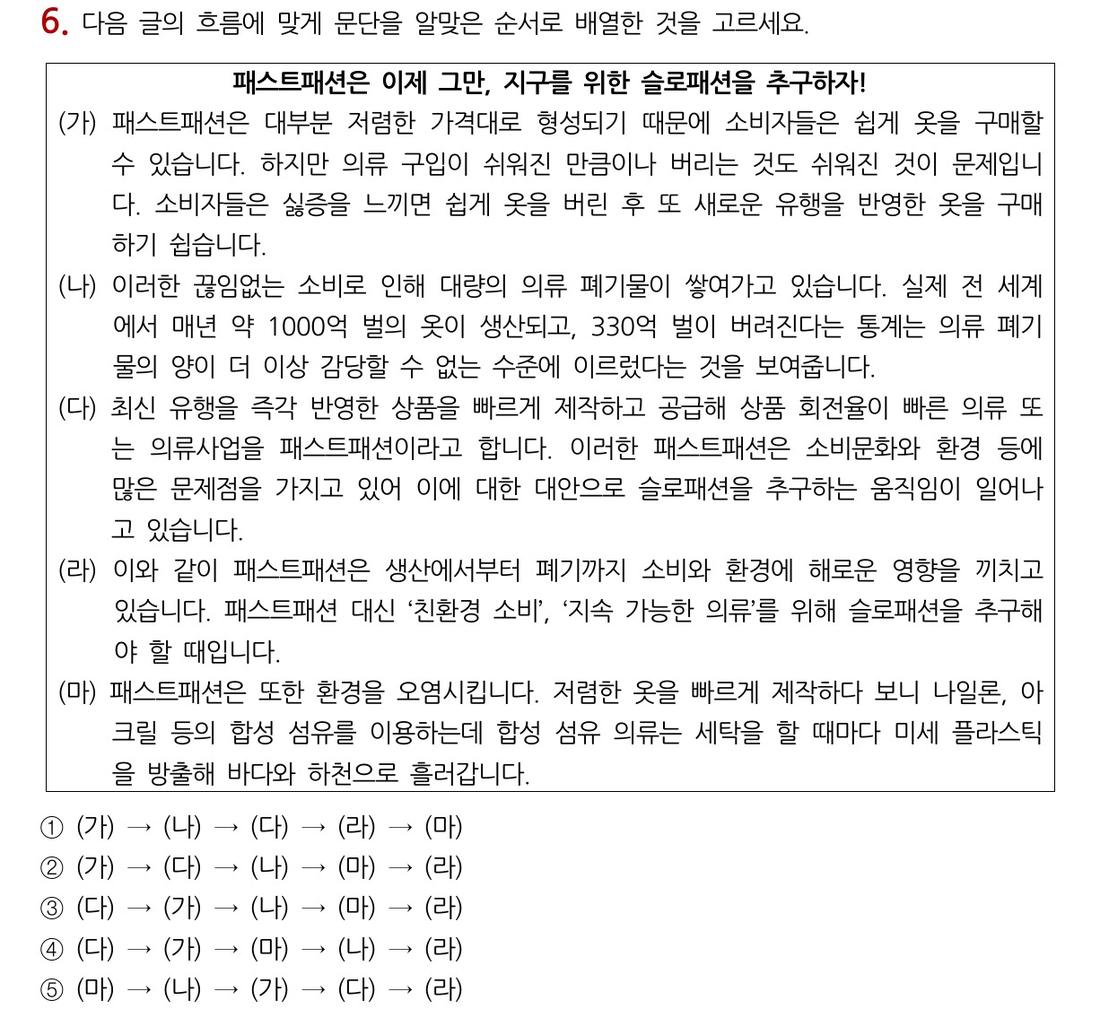 6. 다음 글의 흐름에 맞게 문단을 알맞은 순서로 배열한 것을 고르세요.
패스트패션은 이제 그만, 지구를 위한 슬로패션을 추구하자!
(가) 패스트패션은 대부분 저렴한 가격대로 형성되기 때문에 소비자들은 쉽게 옷을 구매할
수 있습니다. 하지만 의류 구입이 쉬워진 만큼이나 버리는 것도 쉬워진 것이 문제입니
다. 소비자들은 싫증을 느끼면 쉽게 옷을 버린 후 또 새로운 유행을 반영한 옷을 구매
하기 쉽습니다.
(나) 이러한 끊임없는 소비로 인해 대량의 의류 폐기물이 쌓여가고 있습니다. 실제 전 세계
에서 매년 약 1000억 벌의 옷이 생산되고, 330억 벌이 버려진다는 통계는 의류 폐기
물의 양이 더 이상 감당할 수 없는 수준에 이르렀다는 것을 보여줍니다.
(다) 최신 유행을 즉각 반영한 상품을 빠르게 제작하고 공급해 상품 회전율이 빠른 의류 또
는 의류사업을 패스트패션이라고 합니다. 이러한 패스트패션은 소비문화와 환경 등에
많은 문제점을 가지고 있어 이에 대한 대안으로 슬로패션을 추구하는 움직임이 일어나
고 있습니다.
(라) 이와 같이 패스트패션은 생산에서부터 폐기까지 소비와 환경에 해로운 영향을 끼치고
있습니다. 패스트패션 대신 ‘친환경 소비’, ‘지속 가능한 의류’를 위해 슬로패션을 추구해
야 할 때입니다.
(마) 패스트패션은 또한 환경을 오염시킵니다. 저렴한 옷을 빠르게 제작하다 보니 나일론, 아
크릴 등의 합성 섬유를 이용하는데 합성 섬유 의류는 세탁을 할 때마다 미세 플라스틱
을 방출해 바다와 하천으로 흘러갑니다.
① (가) → (나) → (다) → (라) → (마)
② (가) → (다) → (나) → (마) → (라)
③ (다) → (가) → (나) → (마) → (라)
④ (다) → (가) → (마) → (나) → (라)
⑤ (마) → (나) → (가) → (다) → (라)